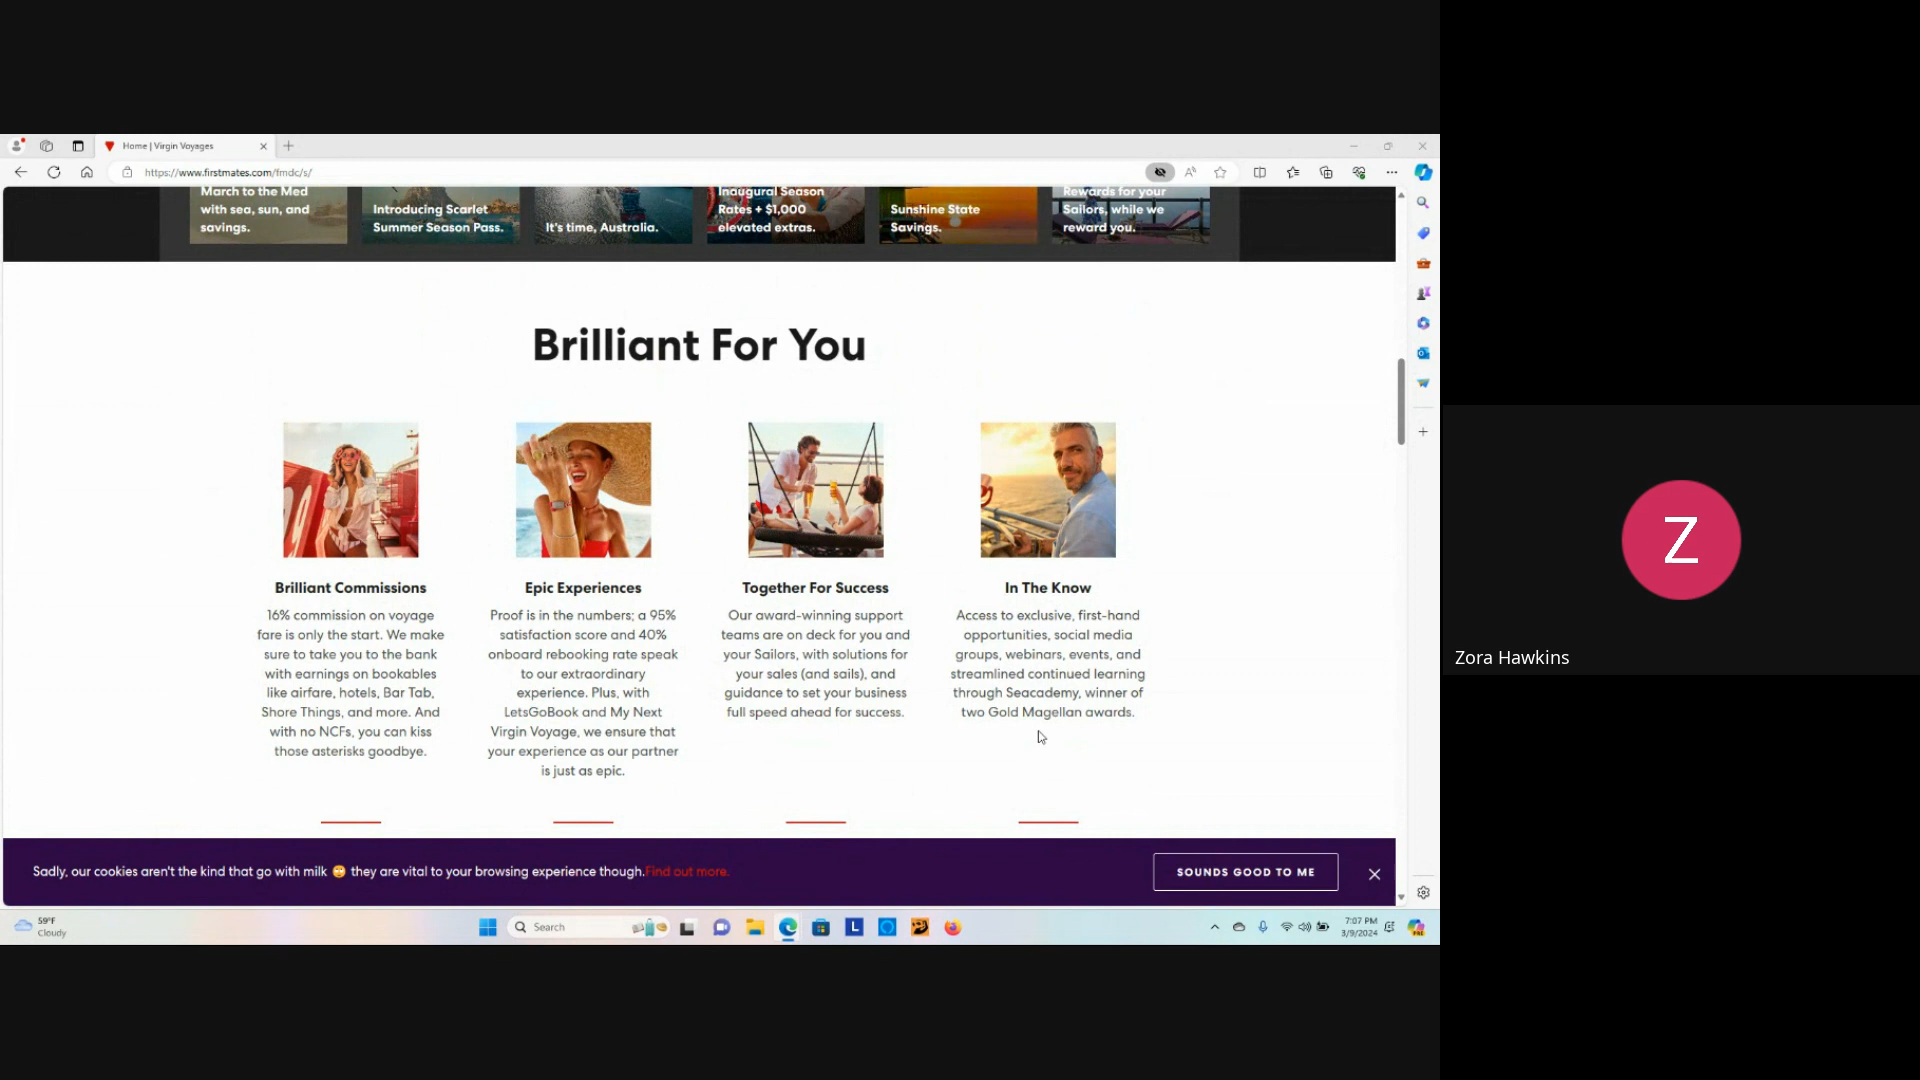 Home | Virgin Voyages
https://www.firstmates.com/fmdc/s/
March to the Med
with sea, sun, and
savings.
Introducing Scarlet
Summer Season Pass.
It's time, Australia.
Inaugural Season
Rates + $1,000
elevated extras.
Sunshine State
Savings.
Rewards for your
Sailors, while we
reward you.
Brilliant For You
Brilliant Commissions
16% commission on voyage
fare is only the start. We make
sure to take you to the bank
with earnings on bookables
like airfare, hotels, Bar Tab,
Shore Things, and more. And
with no NCFs, you can kiss
those asterisks goodbye.
Epic Experiences
Proof is in the numbers; a 95%
satisfaction score and 40%
onboard rebooking rate speak
to our extraordinary
experience. Plus, with
LetsGoBook and My Next
Virgin Voyage, we ensure that
your experience as our partner
is just as epic.
Together For Success
Our award-winning support
teams are on deck for you and
your Sailors, with solutions for
your sales (and sails), and
guidance to set your business
full speed ahead for success.
In The Know
Access to exclusive, first-hand
opportunities, social media
groups, webinars, events, and
streamlined continued learning
through Seacademy, winner of
two Gold Magellan awards.
Sadly, our cookies aren't the kind that go with milk 🙄 they are vital to your browsing experience though.Find out more.
SOUNDS GOOD TO ME
59°F
Cloudy
Search
7:07 PM
3/9/2024
Z
Zora Hawkins